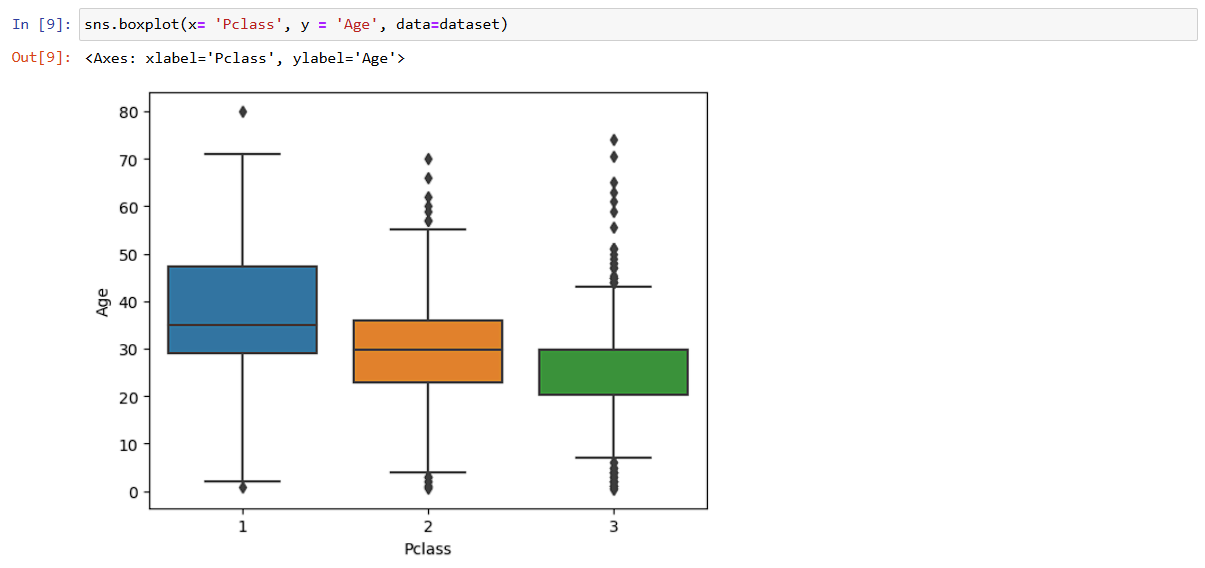 In [9]: sns.boxplot(x= 'Pclass', y = 'Age', data=dataset)
Out[9]: <Axes: xlabel='Pclass', ylabel='Age'>
80
70
60
50
40
30
20
10
0
Age
1 2 3
Pclass